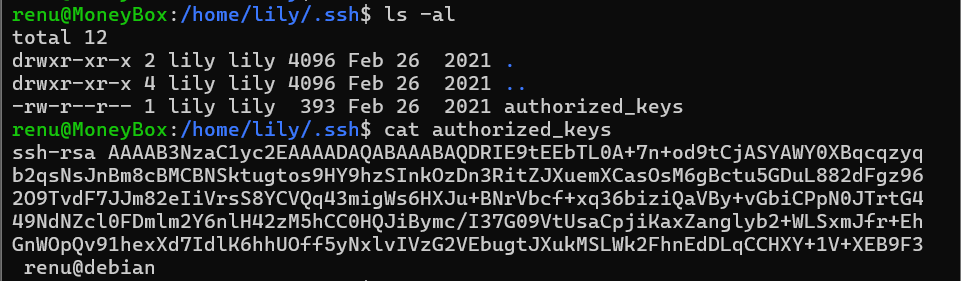 renu@MoneyBox:/home/lily/.ssh$ ls -al
total 12
drwxr-xr-x 2 lily lily 4096 Feb 26  2021 .
drwxr-xr-x 4 lily lily 4096 Feb 26  2021 ..
-rw-r--r-- 1 lily lily  393 Feb 26  2021 authorized_keys
renu@MoneyBox:/home/lily/.ssh$ cat authorized_keys
ssh-rsa AAAAB3NzaC1yc2EAAAADAQABAAABAQDRIE9tEEbTL0A+7n+od9tCjASYAWY0XBqcqzyq
b2qsNsJnBm8cBMCBNSktugtos9HY9hzSInkOzDn3RitZJXuemXCasOsM6gBctu5GDuL882dFgz96
2O9TvdF7JJm82eIiVrsS8YCVQq43migWs6HXJu+BNrVbcf+xq36biziQaVBy+vGbiCPpN0JTrtG4
49NdNZcl0FDmlm2Y6nlH42zM5hCC0HQJiBymc/I37G09VtUsaCpjiKaxZanglyb2+WLSxmJfr+Eh
GnWOpQv91hexXd7IdlK6hhUOff5yNxlvIVzG2VEbugtJXukMSLWk2FhnEdDLqCCHXY+1V+XEB9F3
renu@debian